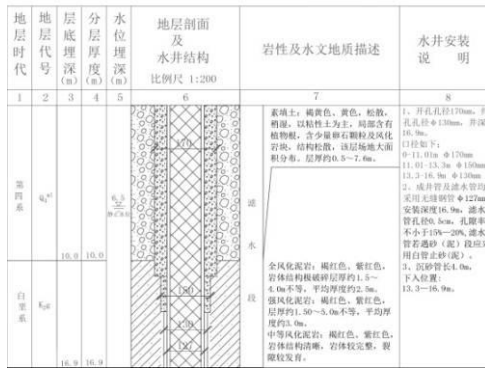 地层时代
地层代号
层底埋深(m)
分层厚度(m)
水位埋深(m)
地层剖面
及
水井结构
比例尺 1:200
岩性及水文地质描述
水井安装
说 明
1 2 3 4 5 6 7 8
第四系
10.0 10.0
6.5
170
滤水段
素填土：褐黄色、黄色，松散，
稍湿，以粘性土为主，局部含有
植物根，含少量卵石颗粒及风化
岩块，结构松散，该层场地大面
积分布。层厚约0.5~7.6m。
1、开孔孔径170mm，
孔孔径Φ130mm，井深
16.9m。
口径如下：
0-11.01m Φ170mm
11.01-13.3m Φ150mm
13.3-16.9m Φ130mm
2、成井管及滤水管均
采用无缝钢管Φ127mm
安装深度16.9m，滤水
管孔径0.5cm，孔隙率
不小于15%~20%，滤水
管若遇砂（泥）段应
用白管止砂(泥)。
3、沉砂管长4.0m，
下入位置：
13.3—16.9m。
白垩系
16.9 16.9
150
130
127
全风化泥岩：褐红色、紫红色，
岩体结构极破碎层厚约1.5~
4.0m不等，平均厚度约2.5m。
强风化泥岩：褐红色、紫红色，
层厚约1.50~5.0m不等，平均厚
度约3.0m。
中等风化泥岩：褐红色、紫红色，
岩体结构清晰，岩体较完整，裂
隙较发育。